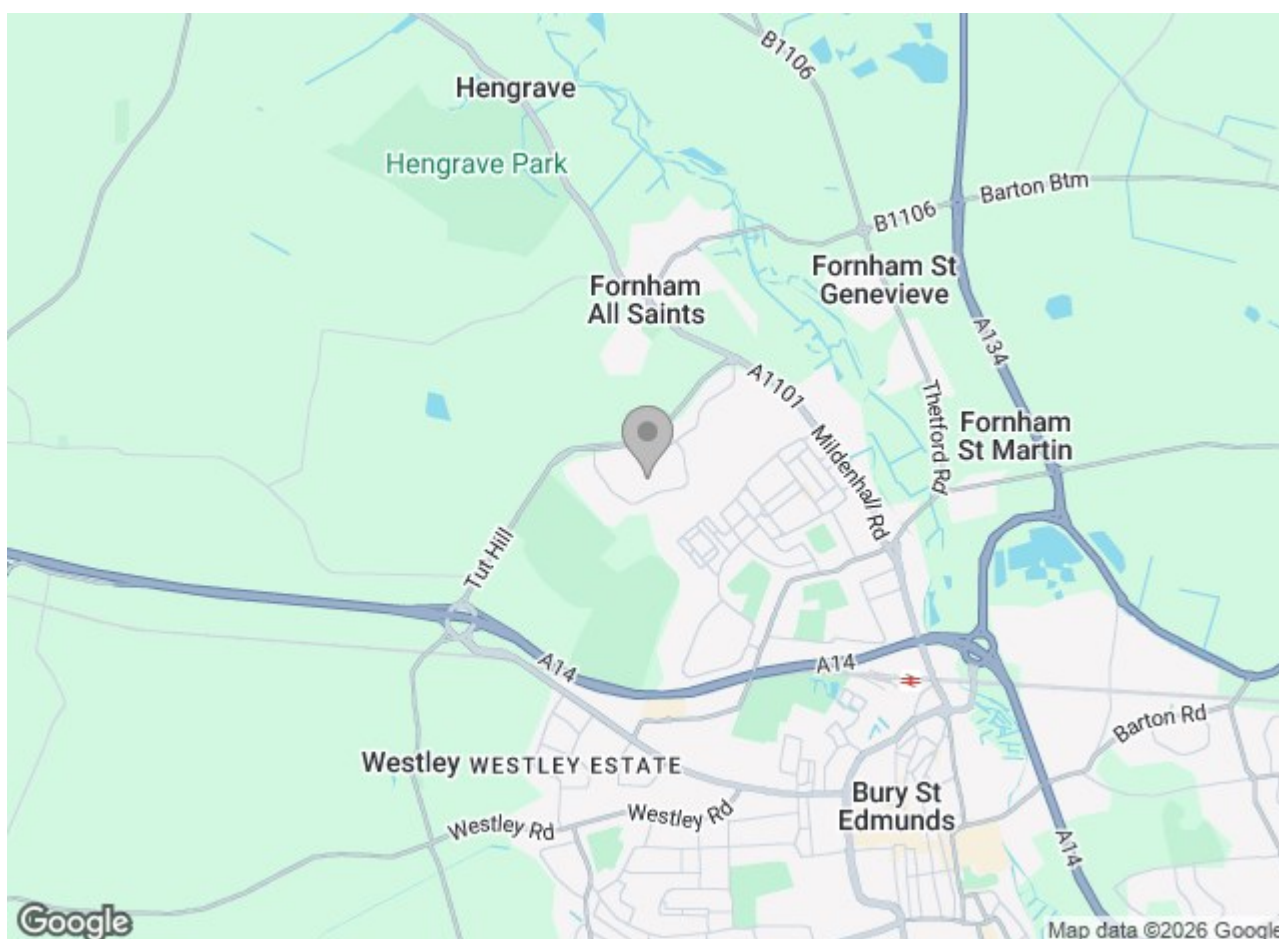 B1106
Hengrave
Hengrave Park
Barton Btm
B1106
Fornham St
Genevieve
Fornham
All Saints
A134
A1101
Thetford Rd
Fornham
St Martin
Mildenhall Rd
Tut Hill
A14
A14
Barton Rd
Westley
WESTLEY ESTATE
Bury St
Edmunds
Westley Rd
Westley Rd
A14
Google
Map data ©2026 Google